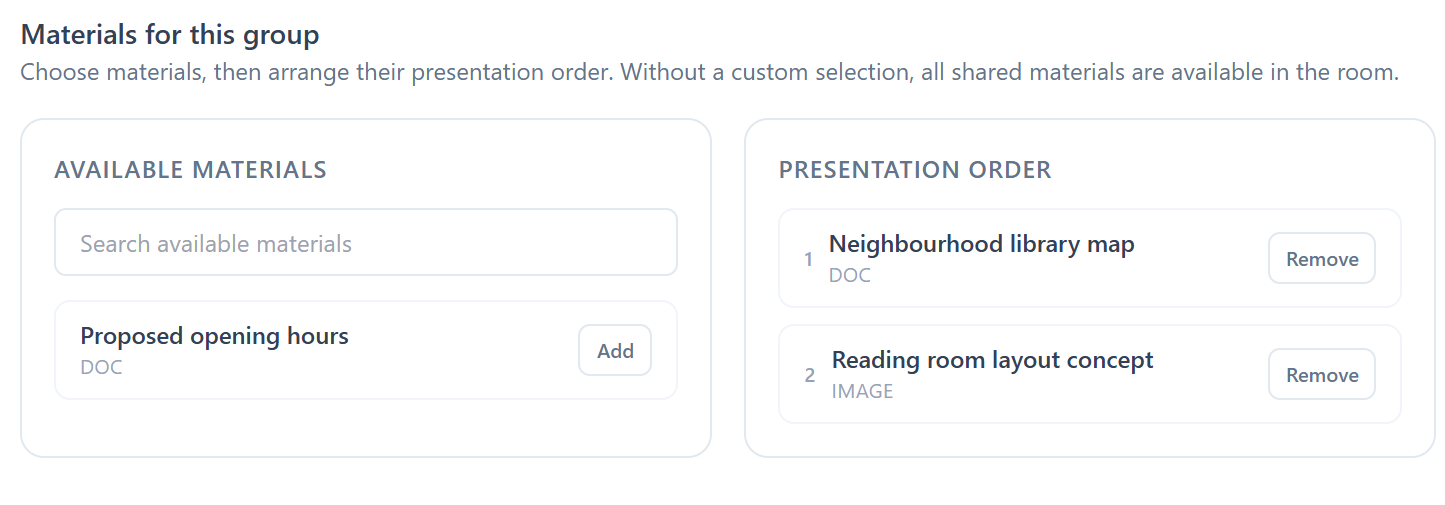 Materials for this group
Choose materials, then arrange their presentation order. Without a custom selection, all shared materials are available in the room.
AVAILABLE MATERIALS
Search available materials
Proposed opening hours
DOC
Add
PRESENTATION ORDER
1
Neighbourhood library map
DOC
Remove
2
Reading room layout concept
IMAGE
Remove